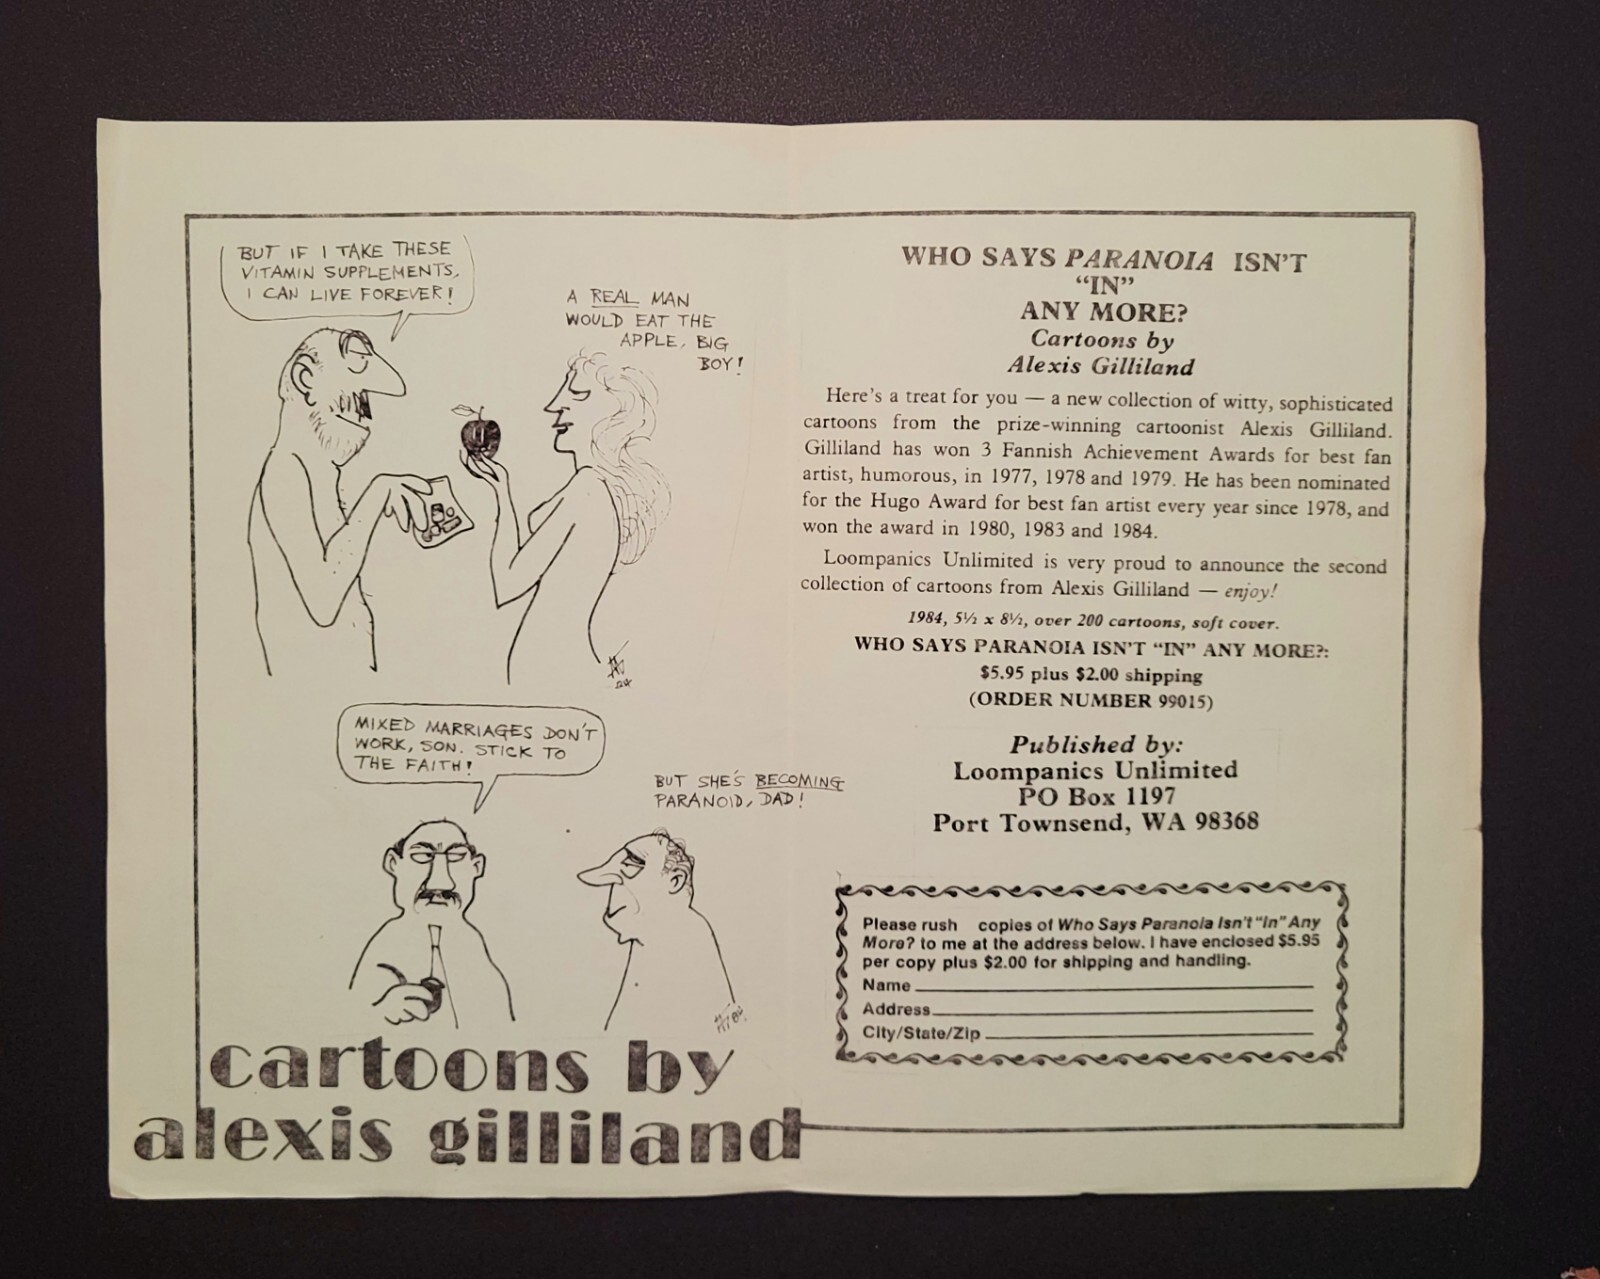 BUT IF I TAKE THESE
VITAMIN SUPPLEMENTS,
I CAN LIVE FOREVER!
A REAL MAN
WOULD EAT THE
APPLE, BIG
BOY!
MIXED MARRIAGES DON'T
WORK, SON. STICK TO
THE FAITH!
BUT SHE'S BECOMING
PARANOID, DAD!
cartoons by
alexis gilliland
WHO SAYS PARANOIA ISN'T
“IN”
ANY MORE?
Cartoons by
Alexis Gilliland
Here's a treat for you — a new collection of witty, sophisticated
cartoons from the prize-winning cartoonist Alexis Gilliland.
Gilliland has won 3 Fannish Achievement Awards for best fan
artist, humorous, in 1977, 1978 and 1979. He has been nominated
for the Hugo Award for best fan artist every year since 1978, and
won the award in 1980, 1983 and 1984.
Loompanics Unlimited is very proud to announce the second
collection of cartoons from Alexis Gilliland — enjoy!
1984, 5½ x 8½, over 200 cartoons, soft cover.
WHO SAYS PARANOIA ISN'T “IN” ANY MORE?:
$5.95 plus $2.00 shipping
(ORDER NUMBER 99015)
Published by:
Loompanics Unlimited
PO Box 1197
Port Townsend, WA 98368
Please rush copies of Who Says Paranoia Isn't “In” Any
More? to me at the address below. I have enclosed $5.95
per copy plus $2.00 for shipping and handling.
Name
Address
City/State/Zip